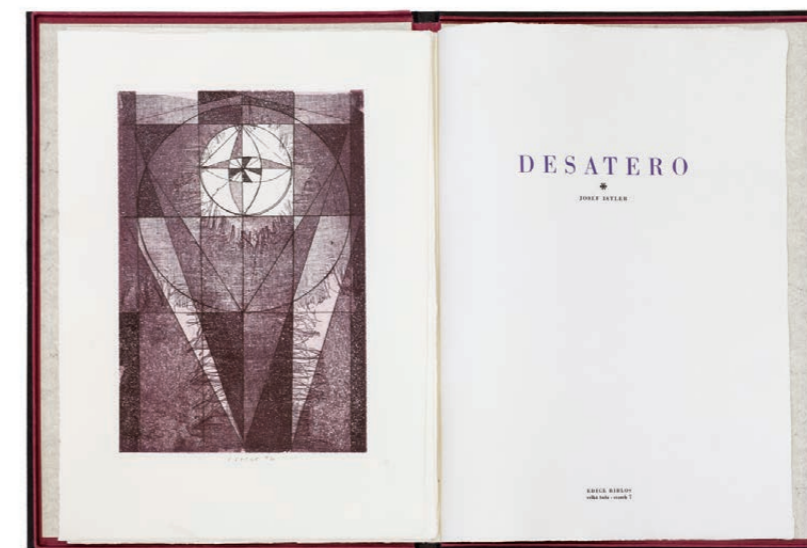 DESATERO
JOSEF ISTLER
EDICE BIBLOS
velká řada - svazek 7